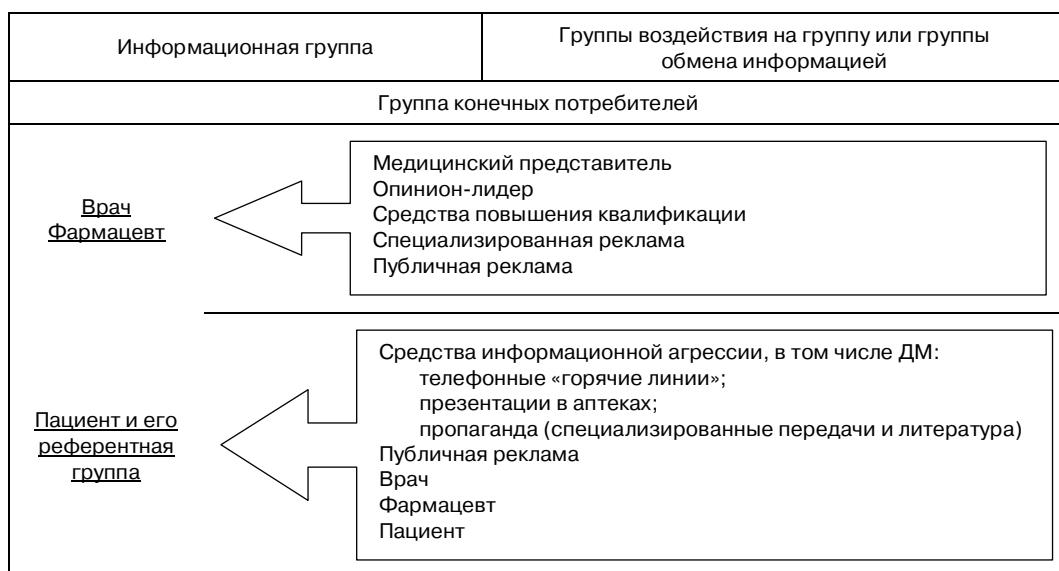 Информационная группа
Группы воздействия на группу или группы
обмена информацией
Группа конечных потребителей
Врач
Фармацевт
Медицинский представитель
Опинион-лидер
Средства повышения квалификации
Специализированная реклама
Публичная реклама
Пациент и его
референтная
группа
Средства информационной агрессии, в том числе ДМ:
телефонные «горячие линии»;
презентации в аптеках;
пропаганда (специализированные передачи и литература)
Публичная реклама
Врач
Фармацевт
Пациент